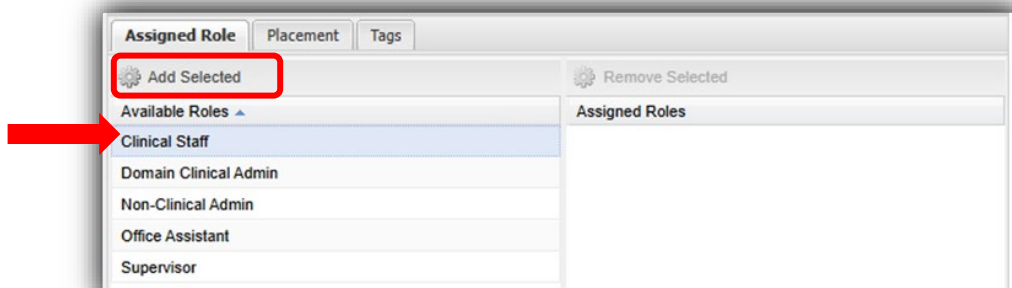 Assigned Role Placement Tags
Add Selected Remove Selected
Available Roles Assigned Roles
Clinical Staff
Domain Clinical Admin
Non-Clinical Admin
Office Assistant
Supervisor